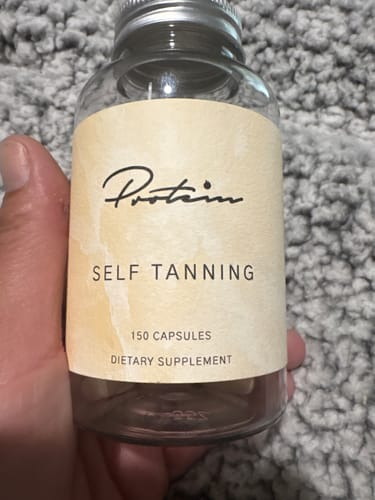 Protein
SELF TANNING
150 CAPSULES
DIETARY SUPPLEMENT